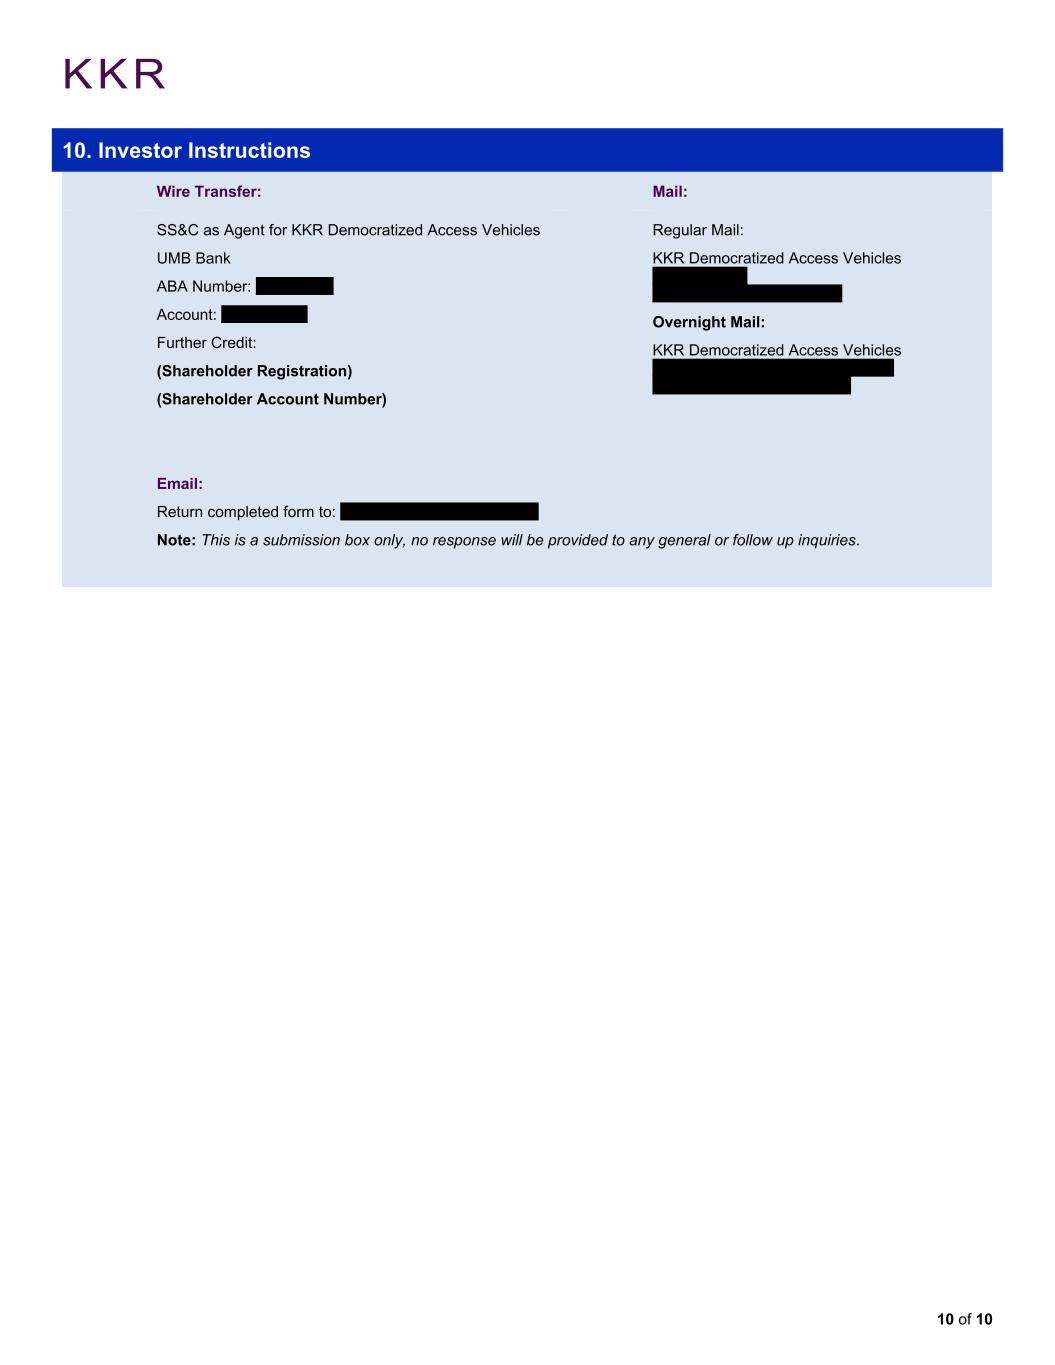 KKR
10. Investor Instructions
Wire Transfer:
SS&C as Agent for KKR Democratized Access Vehicles
UMB Bank
ABA Number:
Account:
Further Credit:
(Shareholder Registration)
(Shareholder Account Number)
Mail:
Regular Mail:
KKR Democratized Access Vehicles
Overnight Mail:
KKR Democratized Access Vehicles
Email:
Return completed form to:
Note: This is a submission box only, no response will be provided to any general or follow up inquiries.
10 of 10